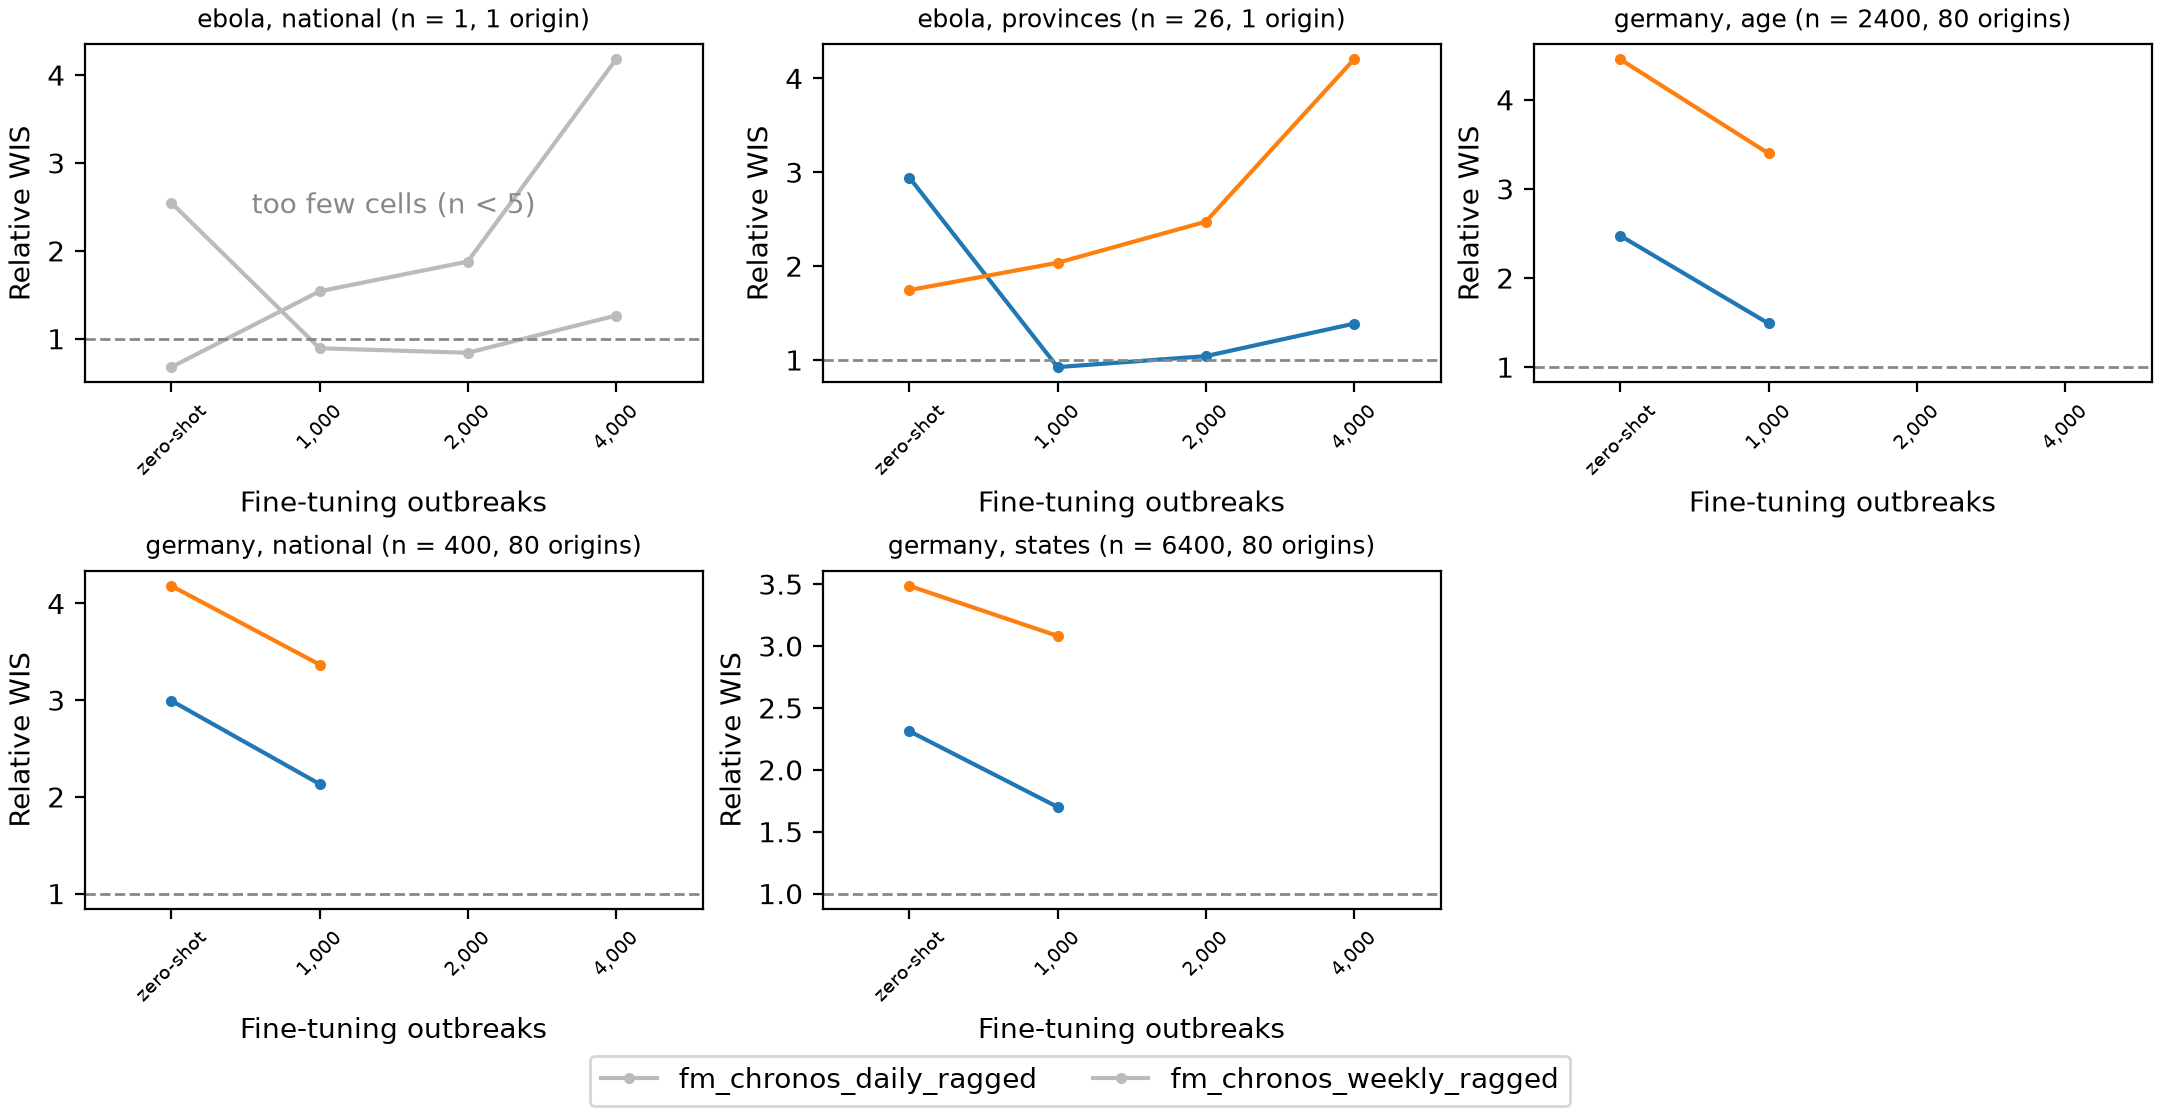 ebola, national (n = 1, 1 origin)
Relative WIS
4
3
2
1
too few cells (n < 5)
zero-shot
1,000
2,000
4,000
Fine-tuning outbreaks
ebola, provinces (n = 26, 1 origin)
Relative WIS
4
3
2
1
zero-shot
1,000
2,000
4,000
Fine-tuning outbreaks
germany, age (n = 2400, 80 origins)
Relative WIS
4
3
2
1
zero-shot
1,000
2,000
4,000
Fine-tuning outbreaks
germany, national (n = 400, 80 origins)
Relative WIS
4
3
2
1
zero-shot
1,000
2,000
4,000
Fine-tuning outbreaks
germany, states (n = 6400, 80 origins)
Relative WIS
3.5
3.0
2.5
2.0
1.5
1.0
zero-shot
1,000
2,000
4,000
Fine-tuning outbreaks
fm_chronos_daily_ragged
fm_chronos_weekly_ragged